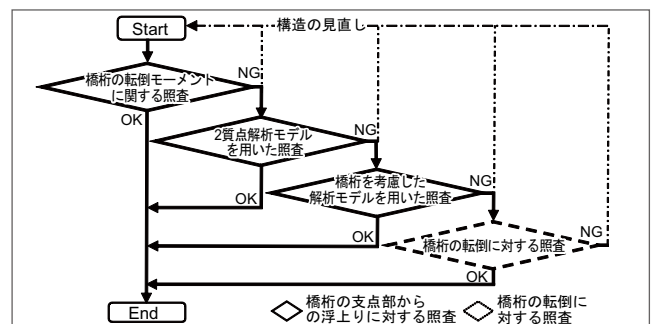 Start
構造の見直し
橋桁の転倒モーメント
に関する照査
NG
OK
2質点解析モデル
を用いた照査
NG
OK
橋桁を考慮した
解析モデルを用いた照査
NG
OK
橋桁の転倒に対する照査
NG
OK
End
橋桁の支点部から
の浮上りに対する照査
橋桁の転倒に
対する照査